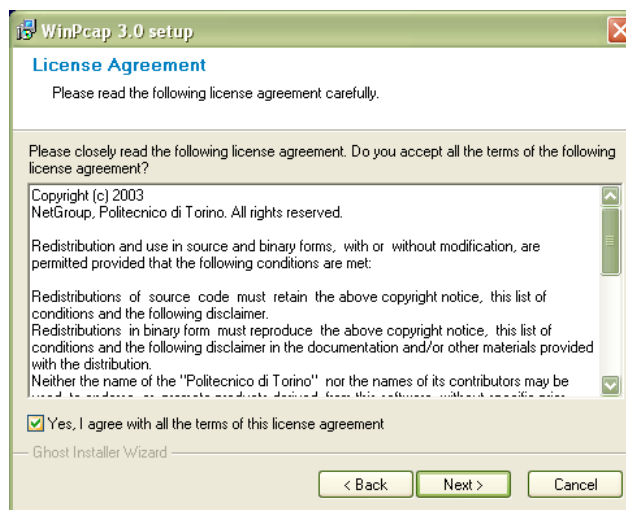 WinPcap 3.0 setup
License Agreement
Please read the following license agreement carefully.
Please closely read the following license agreement. Do you accept all the terms of the following
license agreement?
Copyright (c) 2003
NetGroup, Politecnico di Torino. All rights reserved.
Redistribution and use in source and binary forms, with or without modification, are
permitted provided that the following conditions are met:
Redistributions of source code must retain the above copyright notice, this list of
conditions and the following disclaimer.
Redistributions in binary form must reproduce the above copyright notice, this list of
conditions and the following disclaimer in the documentation and/or other materials provided
with the distribution.
Neither the name of the "Politecnico di Torino" nor the names of its contributors may be
Yes, I agree with all the terms of this license agreement
Ghost Installer Wizard
< Back
Next >
Cancel